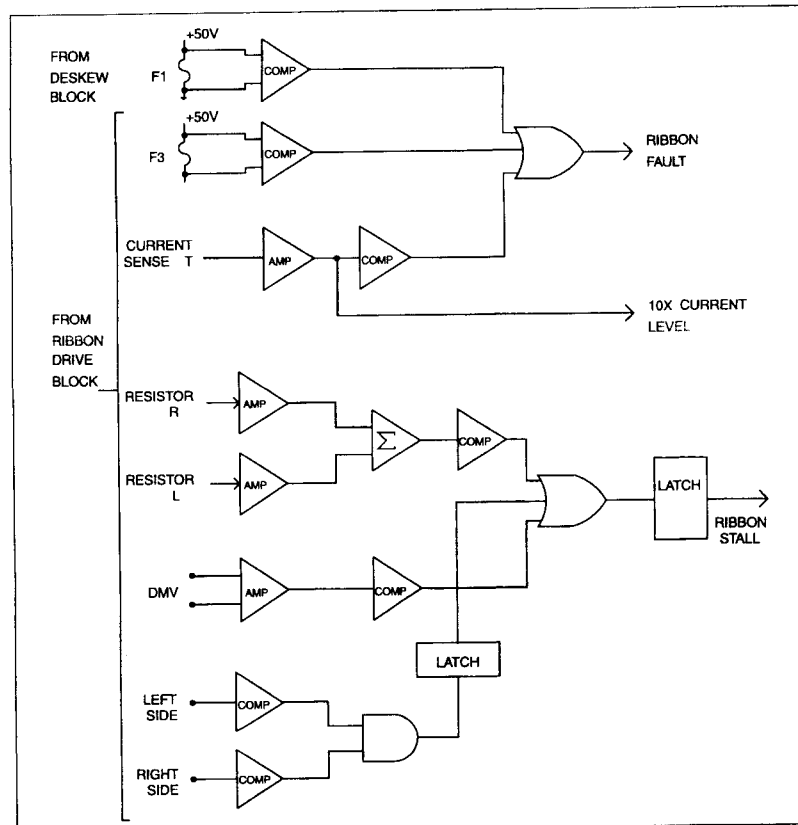 +50V
FROM
DESKEW
BLOCK
F1
COMP
+50V
F3
COMP
RIBBON
FAULT
CURRENT
SENSE T
AMP
COMP
10X CURRENT
LEVEL
FROM
RIBBON
DRIVE
BLOCK
RESISTOR
R
AMP
Σ
COMP
RESISTOR
L
AMP
LATCH
RIBBON
STALL
DMV
AMP
COMP
LATCH
LEFT
SIDE
COMP
RIGHT
SIDE
COMP